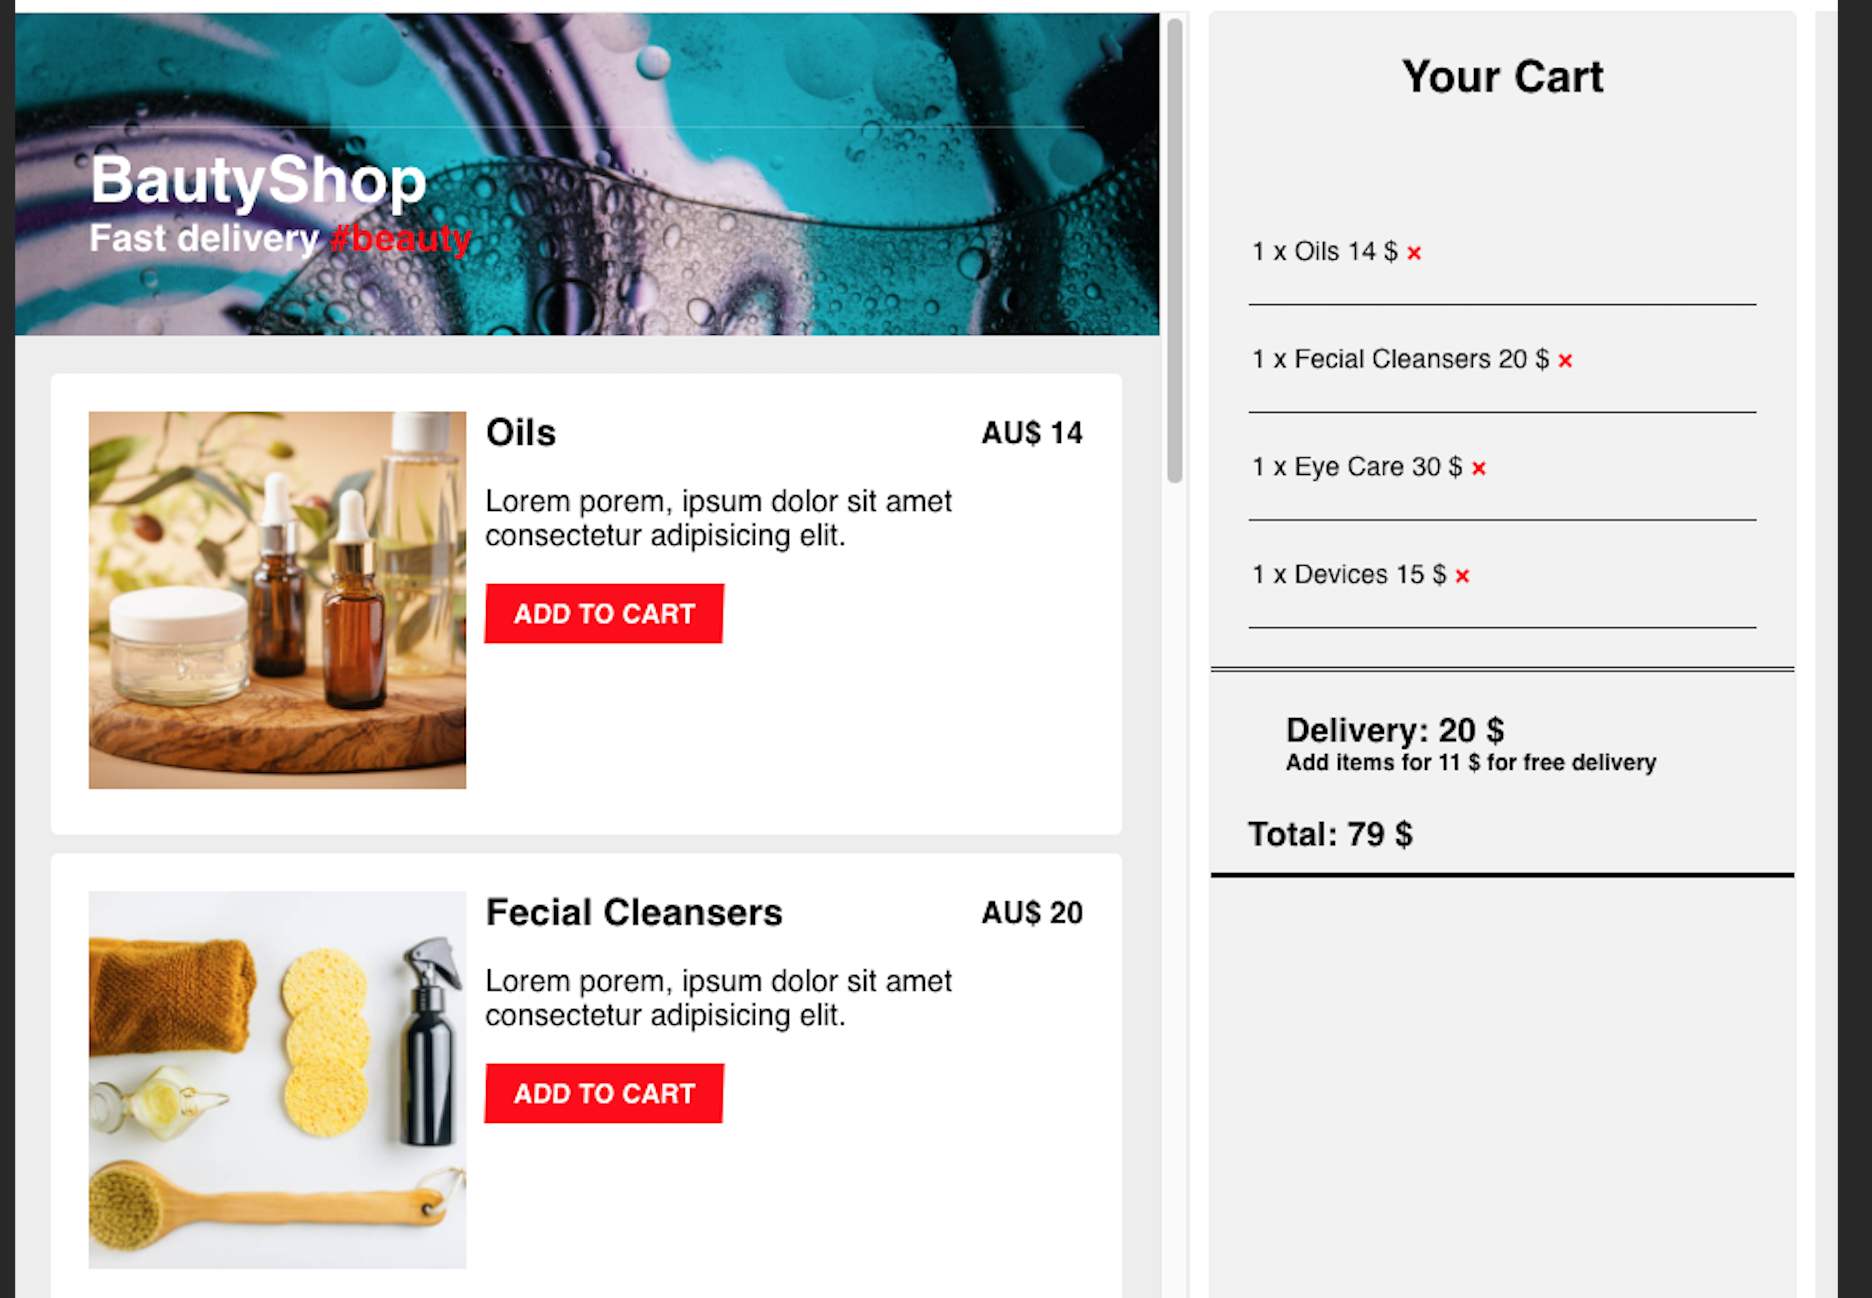 BautyShop
Fast delivery #beauty
Oils
AU$ 14
Lorem porem, ipsum dolor sit amet
consectetur adipisicing elit.
ADD TO CART
Fecial Cleansers
AU$ 20
Lorem porem, ipsum dolor sit amet
consectetur adipisicing elit.
ADD TO CART
Your Cart
1 x Oils 14 $ ×
1 x Fecial Cleansers 20 $ ×
1 x Eye Care 30 $ ×
1 x Devices 15 $ ×
Delivery: 20 $
Add items for 11 $ for free delivery
Total: 79 $